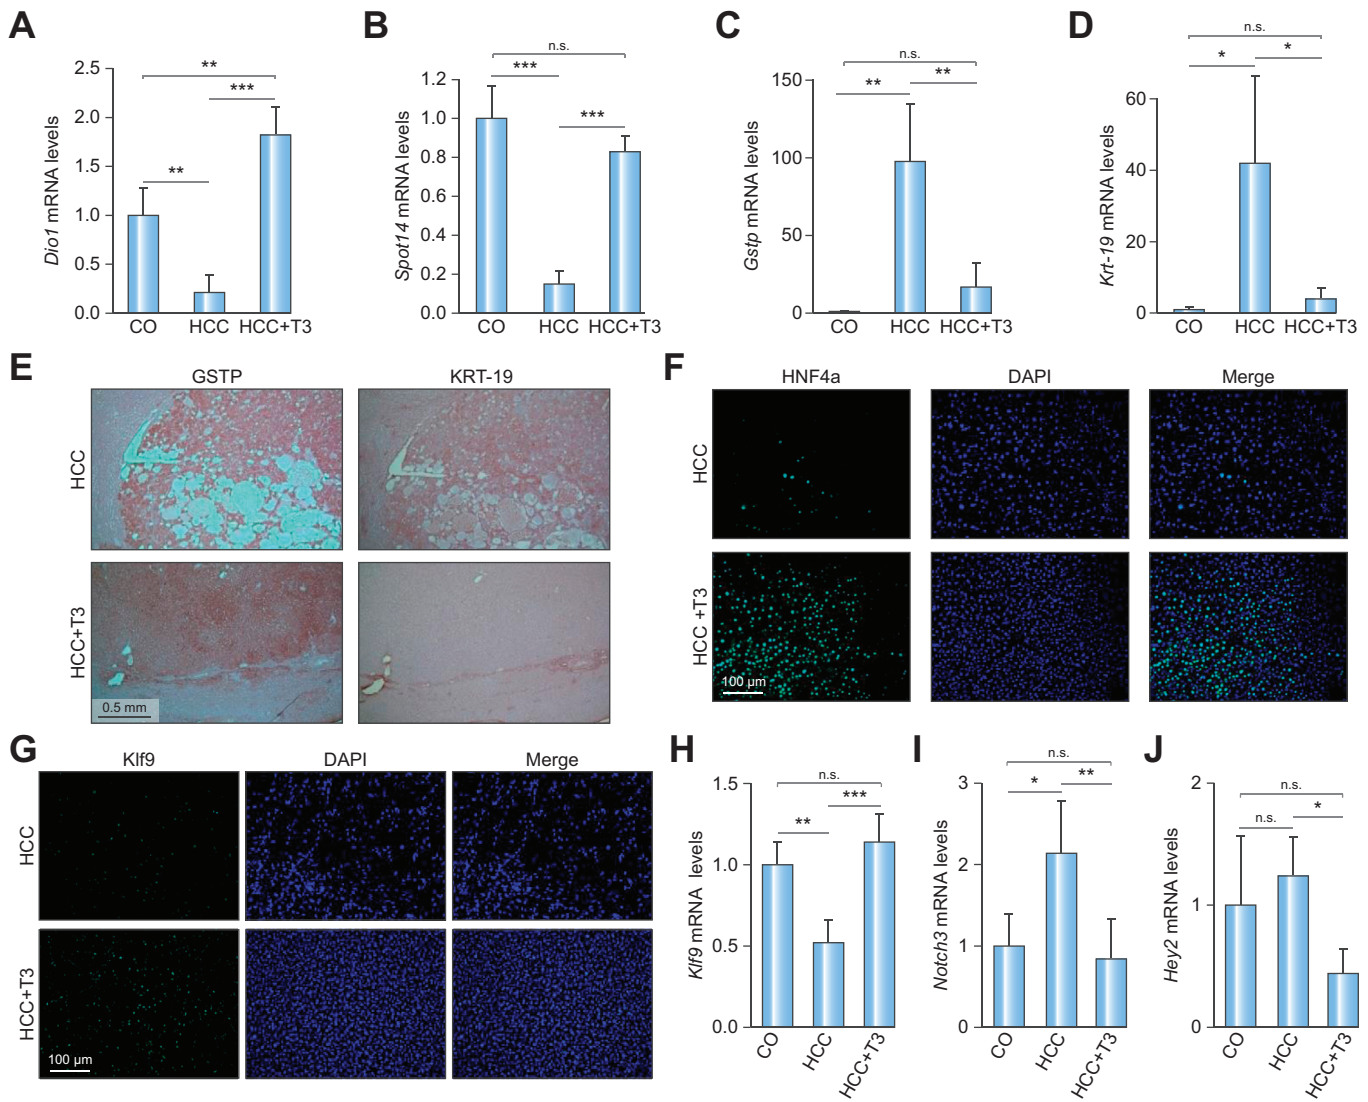 A
Dio1 mRNA levels
2.5
2.0
1.5
1.0
0.5
0.0
**
***
**
CO HCC HCC+T3
B
Spot14 mRNA levels
1.2
1.0
0.8
0.6
0.4
0.2
0.0
n.s.
***
***
CO HCC HCC+T3
C
Gstp mRNA levels
150
100
50
0
n.s.
** **
CO HCC HCC+T3
D
Krt-19 mRNA levels
60
40
20
0
n.s.
* *
CO HCC HCC+T3
E
GSTP KRT-19
HCC
HCC+T3
0.5 mm
F
HNF4a DAPI Merge
HCC
HCC +T3
100 µm
G
Klf9 DAPI Merge
HCC
HCC+T3
100 µm
H
Klf9 mRNA levels
1.5
1.0
0.5
0.0
n.s.
***
**
CO HCC HCC+T3
I
Notch3 mRNA levels
3
2
1
0
n.s.
* **
CO HCC HCC+T3
J
Hey2 mRNA levels
2
1
0
n.s.
*
n.s.
CO HCC HCC+T3